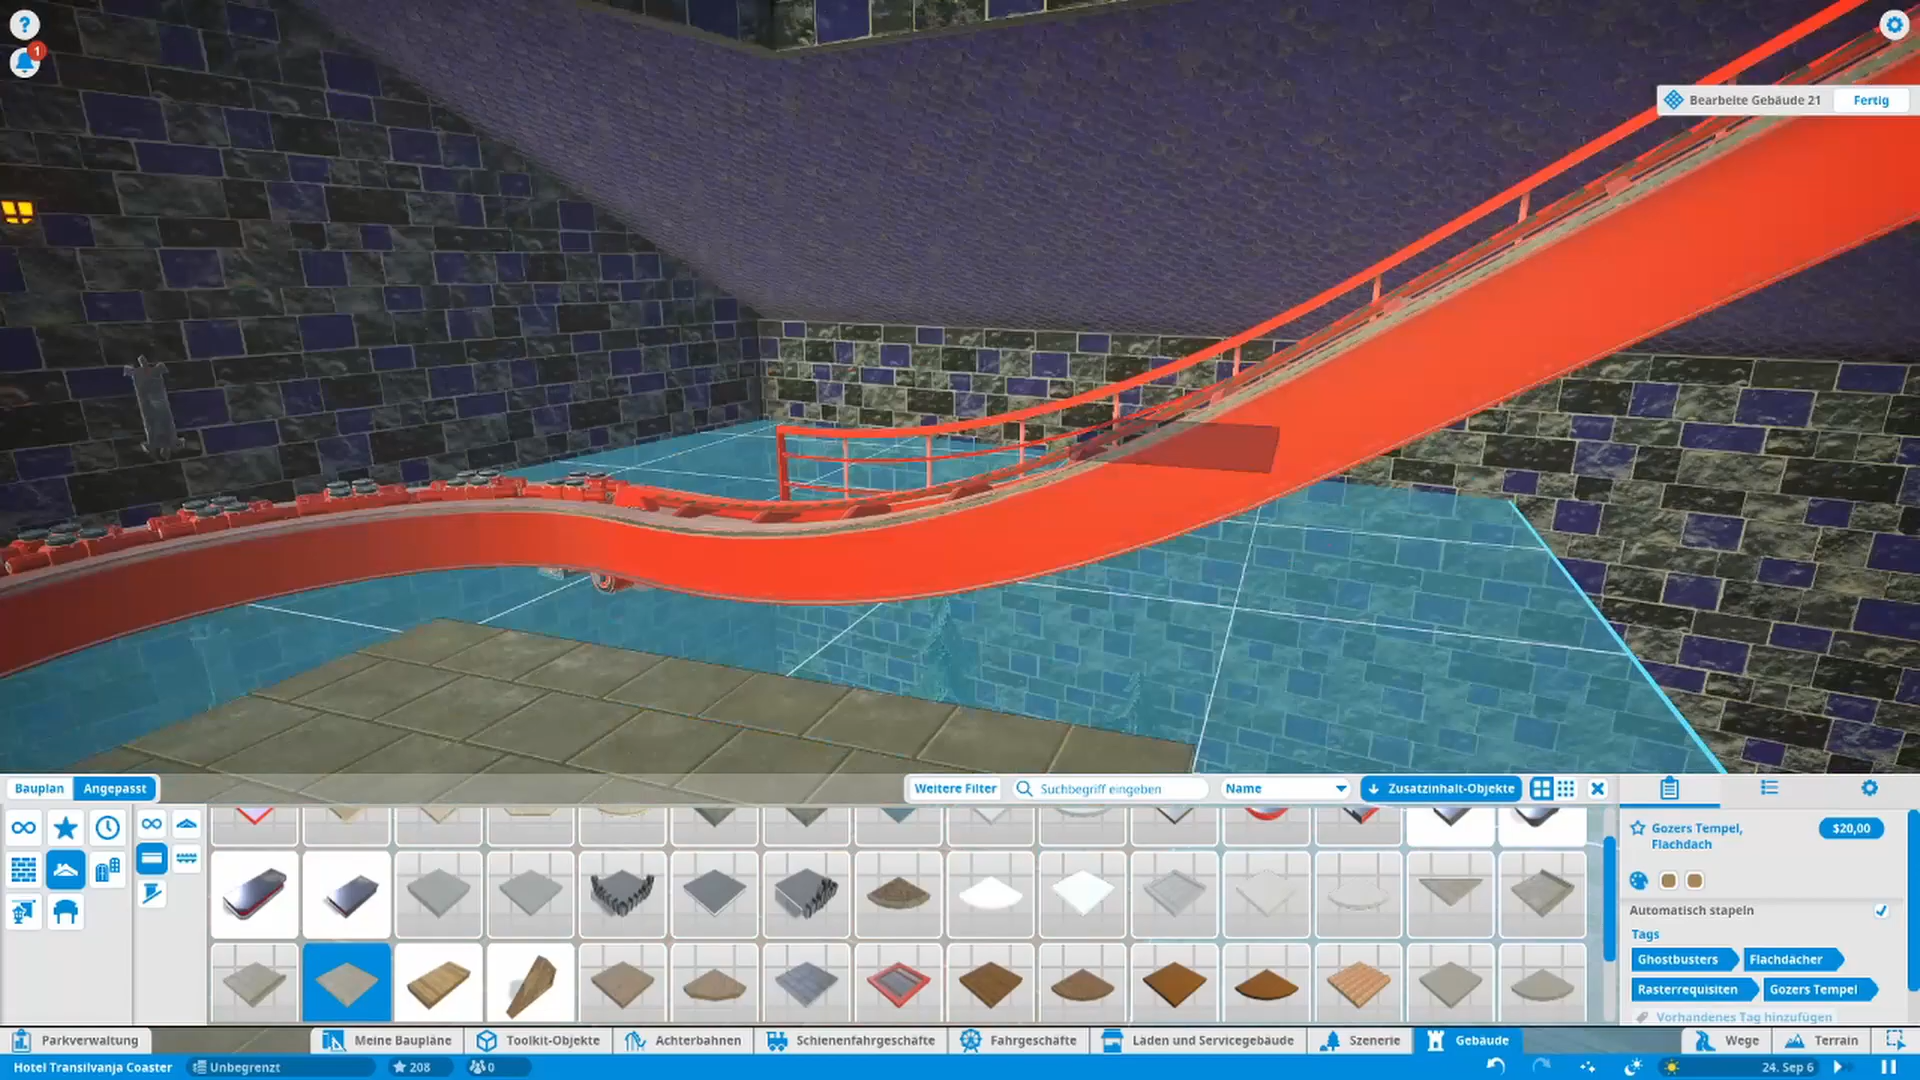 ?
1
Bearbeite Gebäude 21
Fertig
Bauplan
Angepasst
Weitere Filter
Suchbegriff eingeben
Name
Zusatzinhalt-Objekte
Gozers Tempel,
Flachdach
$20,00
Automatisch stapeln
Tags
Ghostbusters
Flachdächer
Rasterrequisiten
Gozers Tempel
Vorhandenes Tag hinzufügen
Parkverwaltung
Meine Baupläne
Toolkit-Objekte
Achterbahnen
Schienenfahrgeschäfte
Fahrgeschäfte
Läden und Servicegebäude
Szenerie
Gebäude
Wege
Terrain
Hotel Transilvanja Coaster
Unbegrenzt
208
0
24. Sep 6